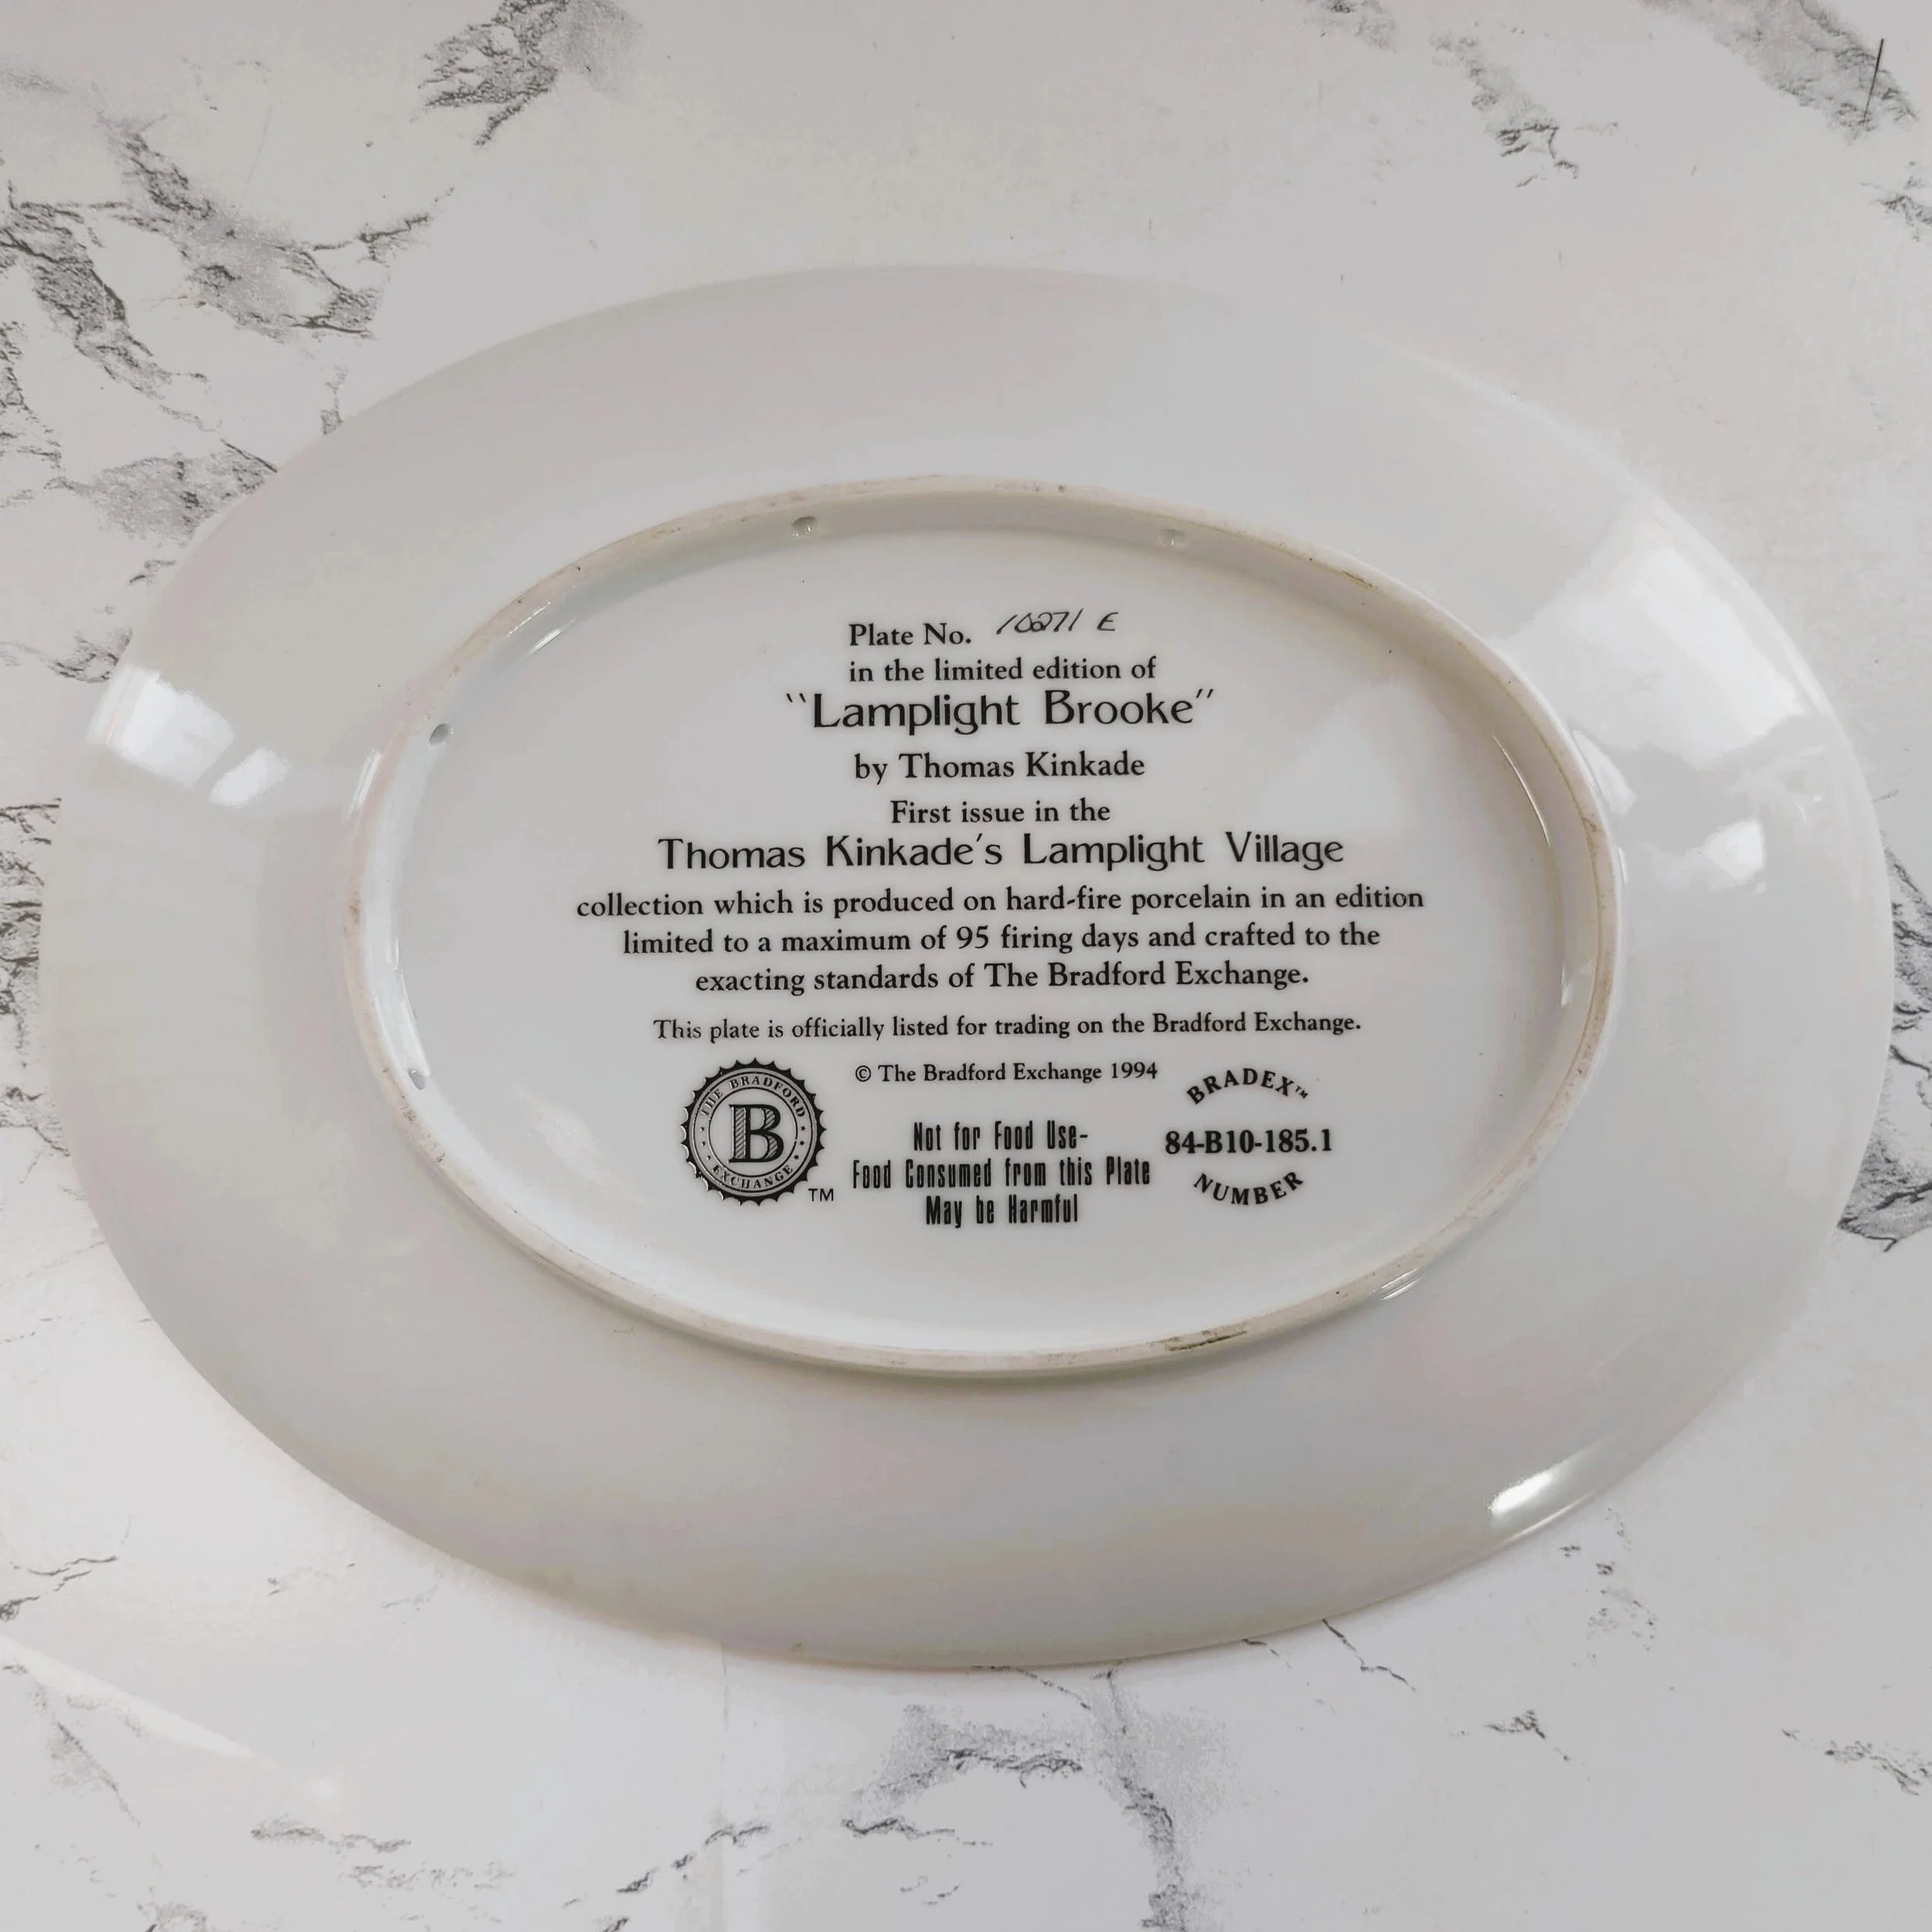 Plate No. 10271 E
in the limited edition of
"Lamplight Brooke"
by Thomas Kinkade
First issue in the
Thomas Kinkade's Lamplight Village
collection which is produced on hard-fire porcelain in an edition
limited to a maximum of 95 firing days and crafted to the
exacting standards of The Bradford Exchange.
This plate is officially listed for trading on the Bradford Exchange.
© The Bradford Exchange 1994
THE BRADFORD
B
EXCHANGE
TM
Not for Food Use-
Food Consumed from this Plate
May be Harmful
BRADEX™
84-B10-185.1
NUMBER